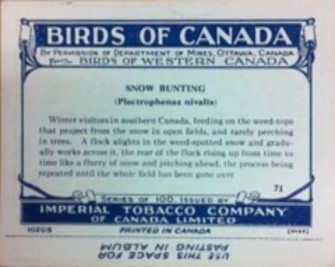 BIRDS OF CANADA
BY PERMISSION OF DEPARTMENT OF MINES, OTTAWA, CANADA
FROM BIRDS OF WESTERN CANADA
SNOW BUNTING
(Plectrophenax nivalis)
Winter visitors in southern Canada, feeding on the weed-tops
that project from the snow in open fields, and rarely perching
in trees. A flock alights in the weed-spotted snow and gradu-
ally works across it, the rear of the flock rising up from time to
time like a flurry of snow and pitching ahead, the process being
repeated until the whole field has been gone over
71
SERIES OF 100, ISSUED BY
IMPERIAL TOBACCO COMPANY
OF CANADA LIMITED
10205 PRINTED IN CANADA
USE THIS SPACE FOR
PASTING IN ALBUM